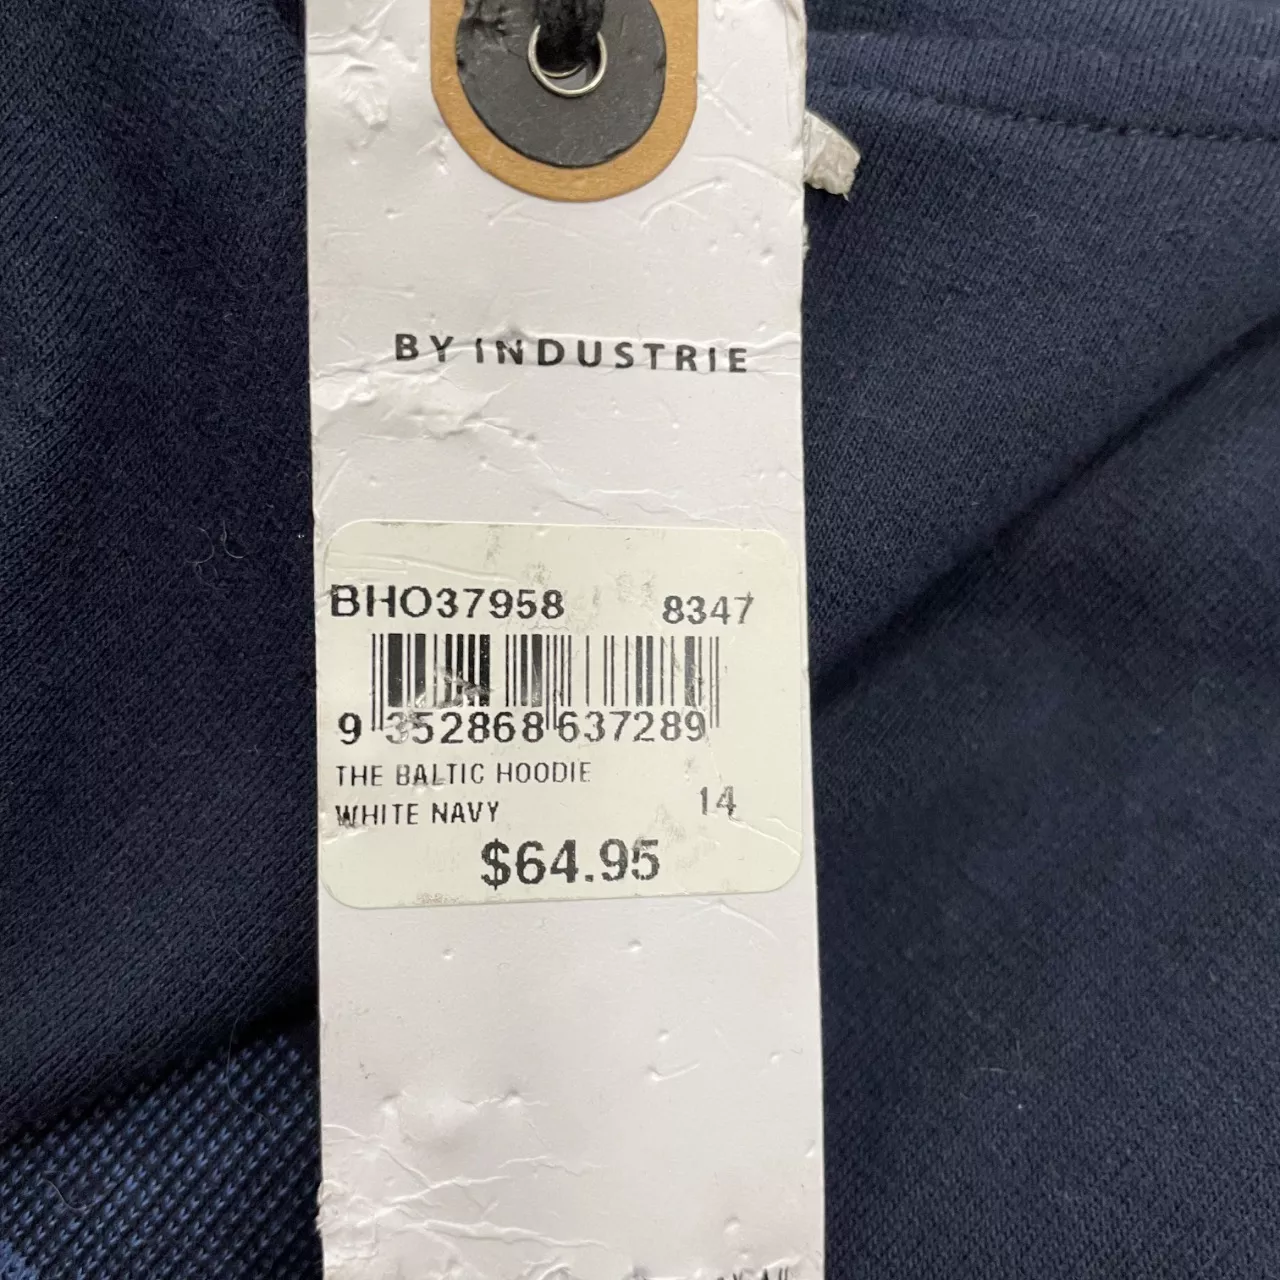 BY INDUSTRIE
BHO37958 8347
9 352868 637289
THE BALTIC HOODIE
WHITE NAVY 14
$64.95